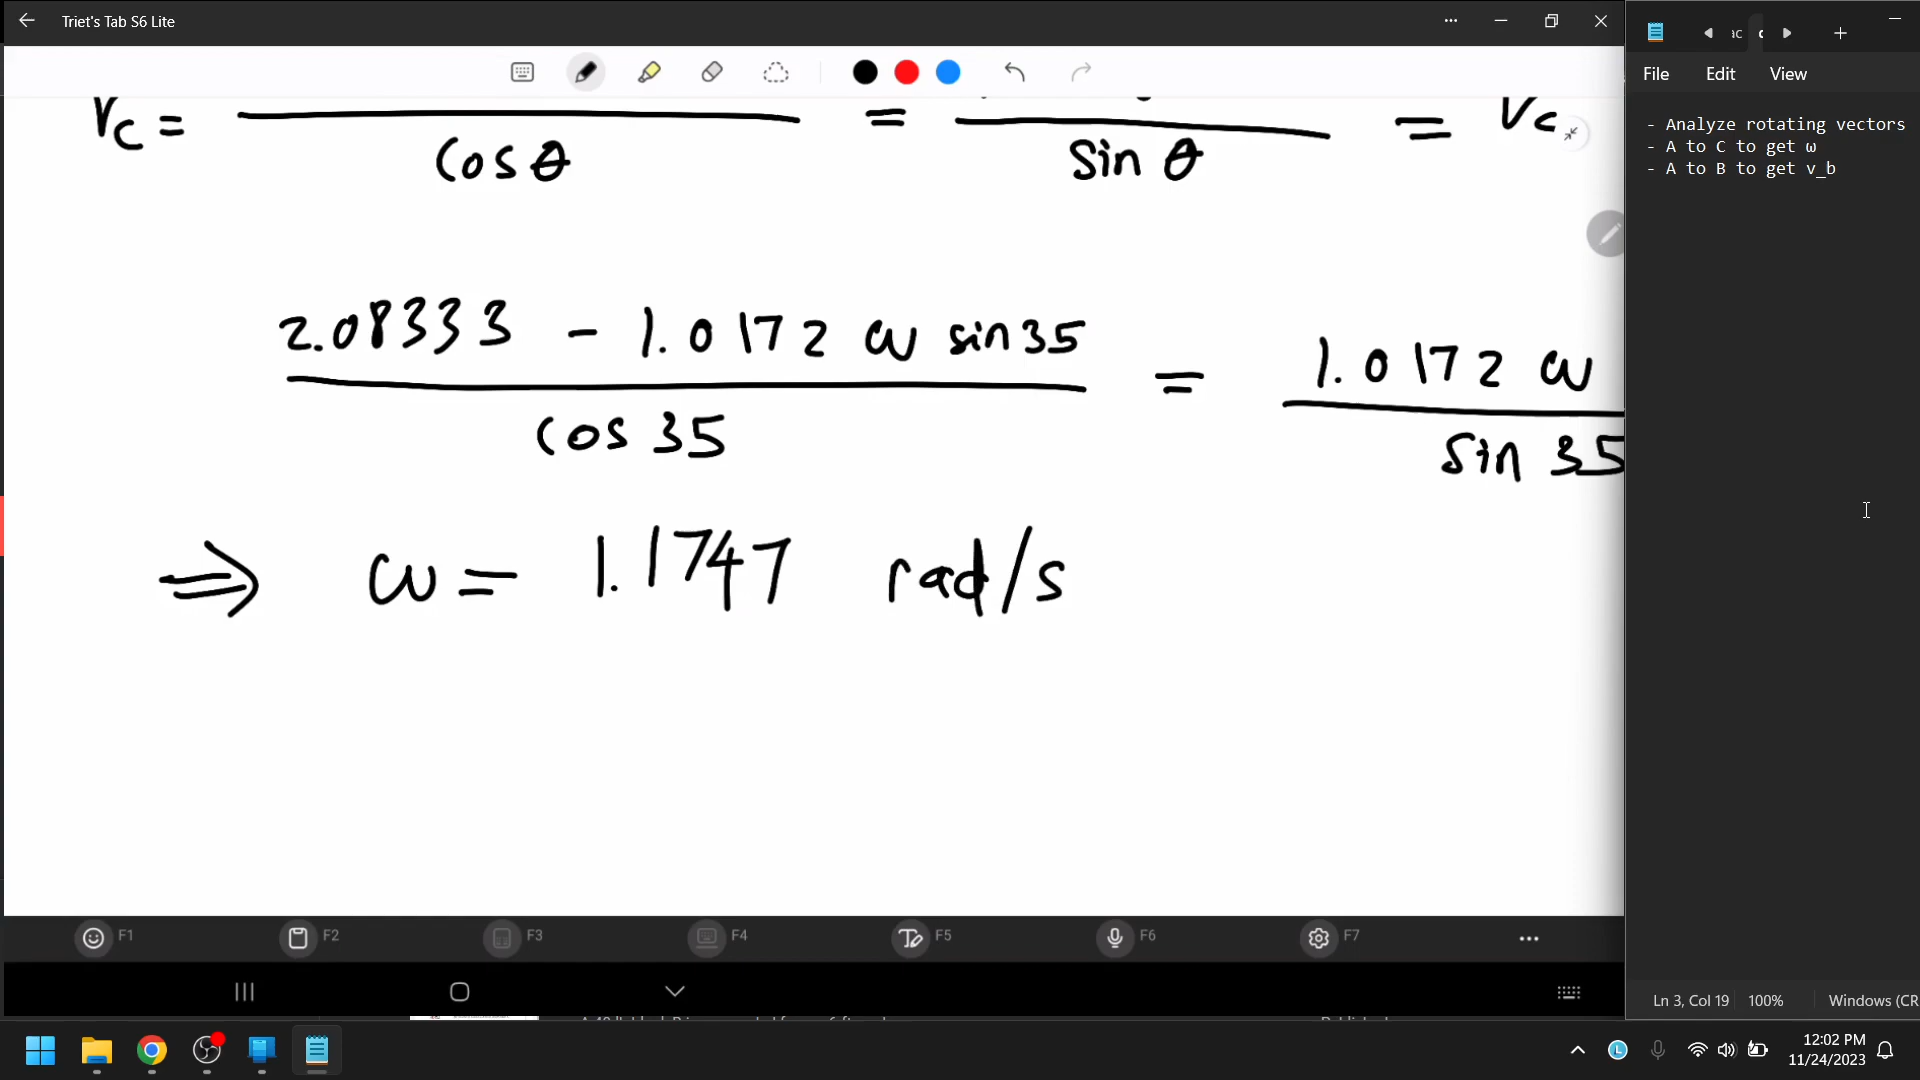 Triet's Tab S6 Lite
File Edit View
- Analyze rotating vectors
- A to C to get ω
- A to B to get v_b
Vc = ——— = ——— = Vc
cos θ sin θ
2.08333 - 1.0172 ω sin35 = 1.0172 ω
cos 35 sin 35
⇒ ω = 1.1747 rad/s
F1 F2 F3 F4 F5 F6 F7
Ln 3, Col 19 100% Windows (CR
12:02 PM
11/24/2023